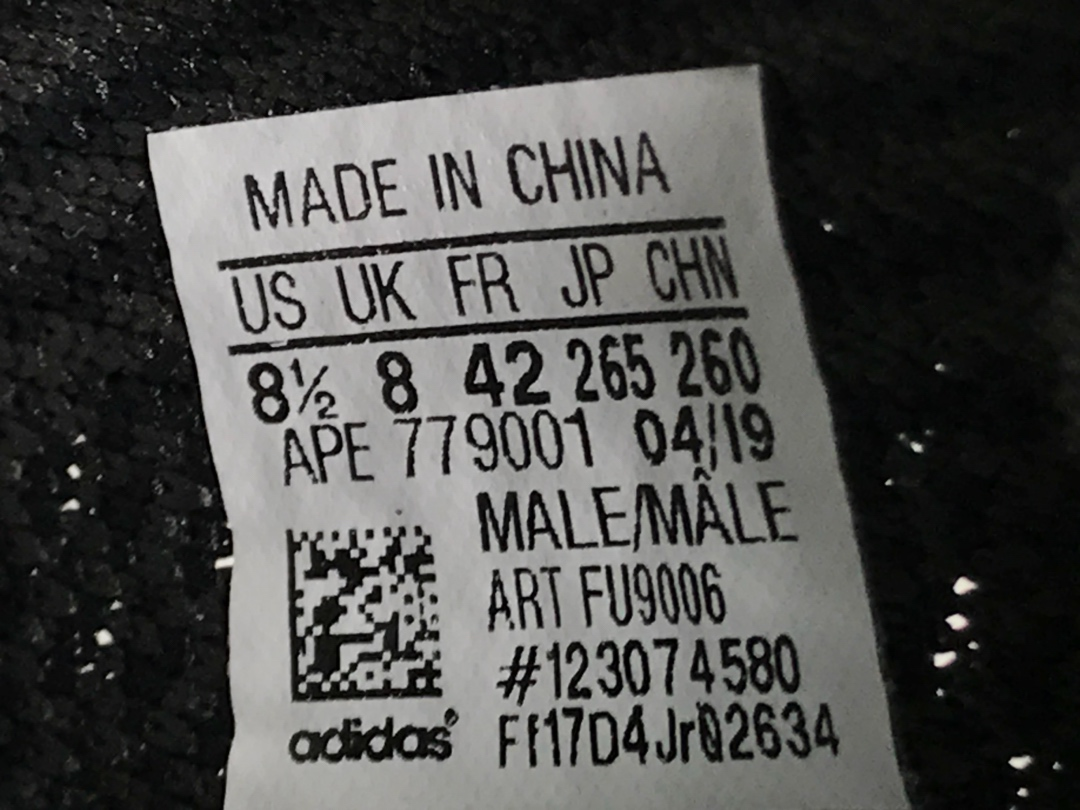 MADE IN CHINA
US UK FR JP CHN
8½ 8 42 265 260
APE 779001 04/19
MALE/MÂLE
ART FU9006
#123074580
Ff17D4Jr02634
adidas